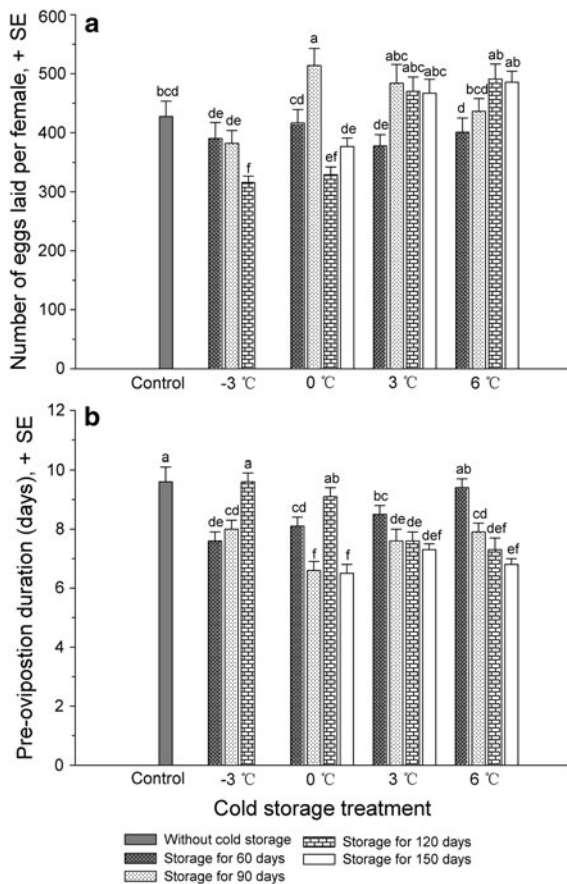 a
Number of eggs laid per female, + SE
600
500
400
300
200
100
0
bcd
de
de
f
cd
a
ef
de
de
abc
abc
abc
d
bcd
ab
ab
Control
-3 ℃
0 ℃
3 ℃
6 ℃
b
Pre-ovipostion duration (days), + SE
12
10
8
6
4
2
0
a
de
cd
a
cd
f
ab
f
bc
de
de
def
ab
cd
def
ef
Control
-3 ℃
0 ℃
3 ℃
6 ℃
Cold storage treatment
Without cold storage
Storage for 60 days
Storage for 90 days
Storage for 120 days
Storage for 150 days